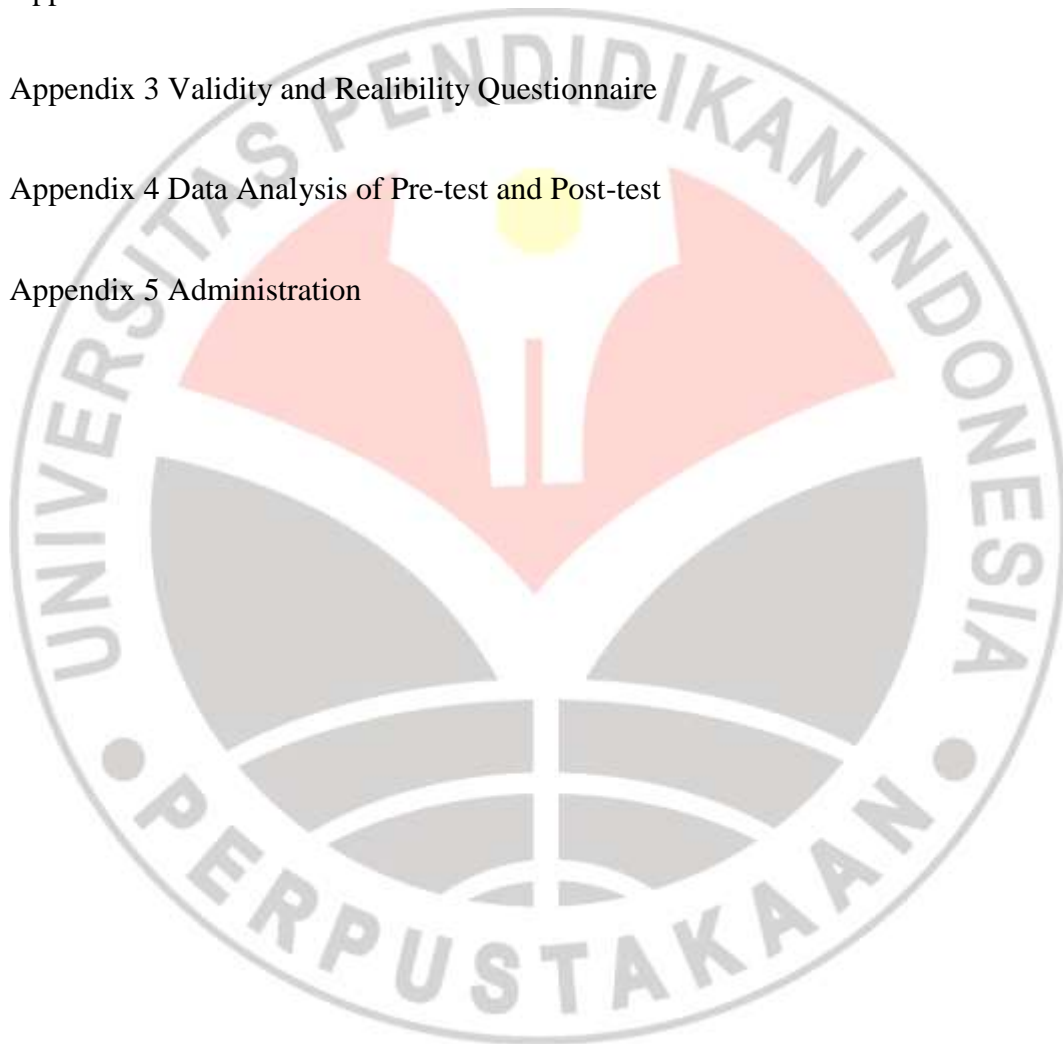 Appendix 3 Validity and Realibility Questionnaire
Appendix 4 Data Analysis of Pre-test and Post-test
Appendix 5 Administration
UNIVERSITAS PENDIDIKAN INDONESIA
PERPUSTAKAAN